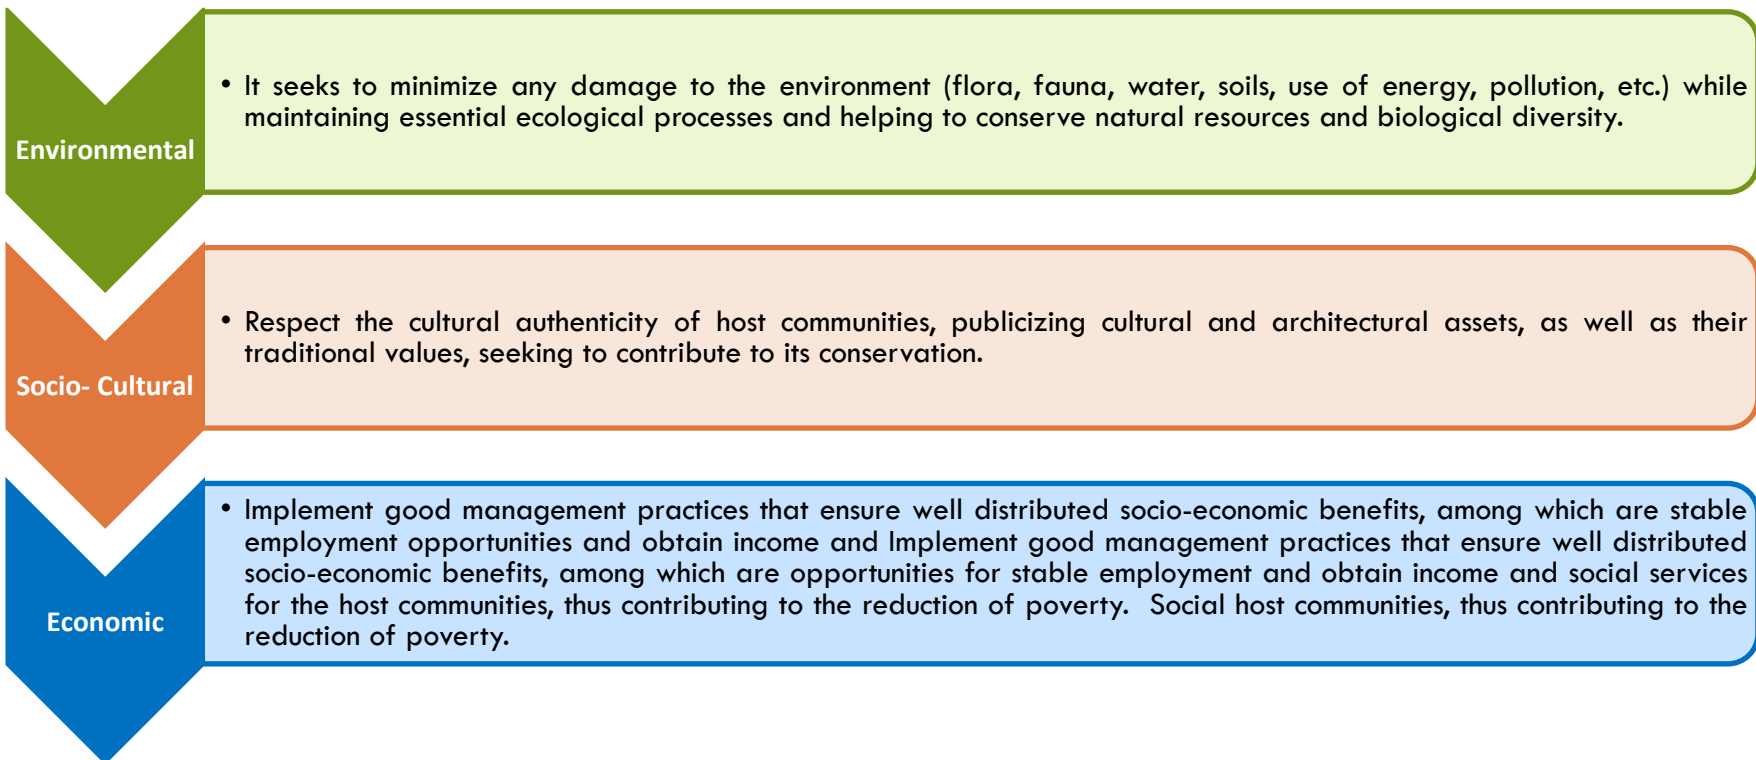 Environmental
• It seeks to minimize any damage to the environment (flora, fauna, water, soils, use of energy, pollution, etc.) while
maintaining essential ecological processes and helping to conserve natural resources and biological diversity.
Socio- Cultural
• Respect the cultural authenticity of host communities, publicizing cultural and architectural assets, as well as their
traditional values, seeking to contribute to its conservation.
Economic
• Implement good management practices that ensure well distributed socio-economic benefits, among which are stable
employment opportunities and obtain income and Implement good management practices that ensure well distributed
socio-economic benefits, among which are opportunities for stable employment and obtain income and social services
for the host communities, thus contributing to the reduction of poverty.  Social host communities, thus contributing to the
reduction of poverty.